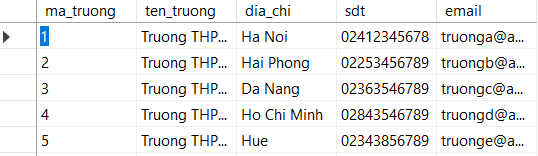 ma_truong ten_truong dia_chi sdt email
1 Truong THP... Ha Noi 02412345678 truonga@a...
2 Truong THP... Hai Phong 02253456789 truongb@a...
3 Truong THP... Da Nang 02363546789 truongc@a...
4 Truong THP... Ho Chi Minh 02843546789 truongd@a...
5 Truong THP... Hue 02343856789 truonge@a...